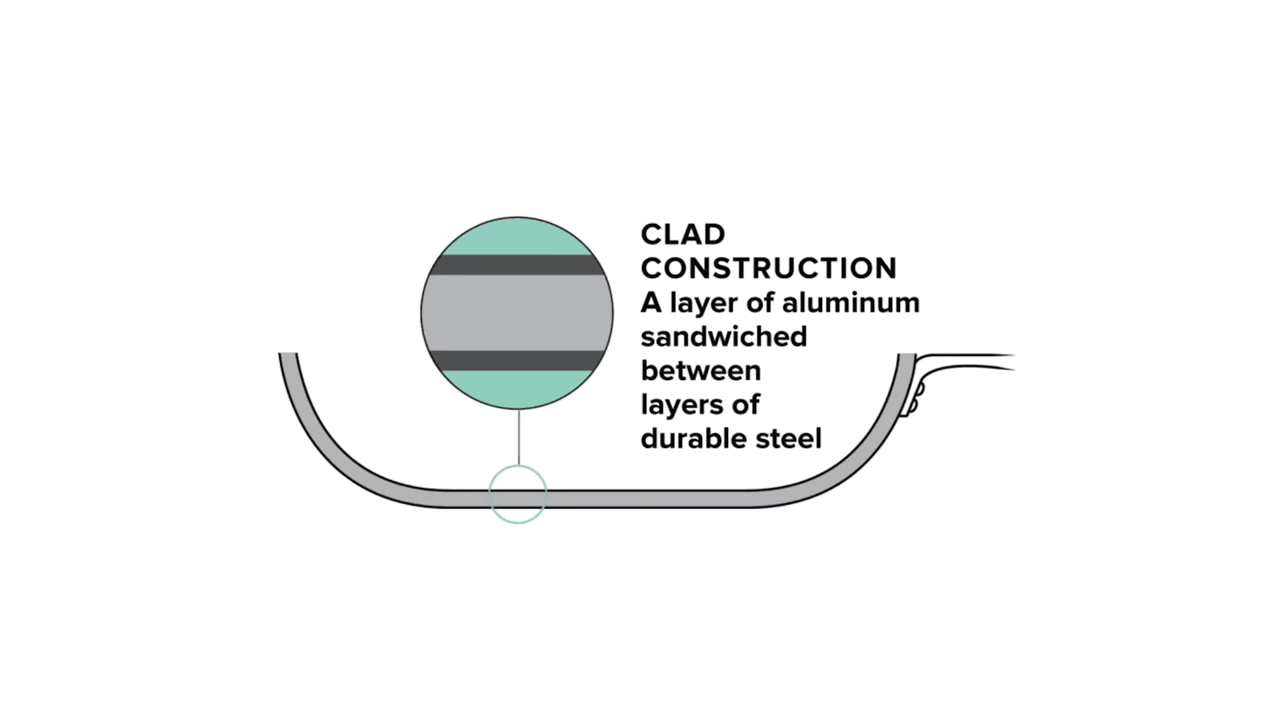 CLAD
CONSTRUCTION
A layer of aluminum
sandwiched
between
layers of
durable steel